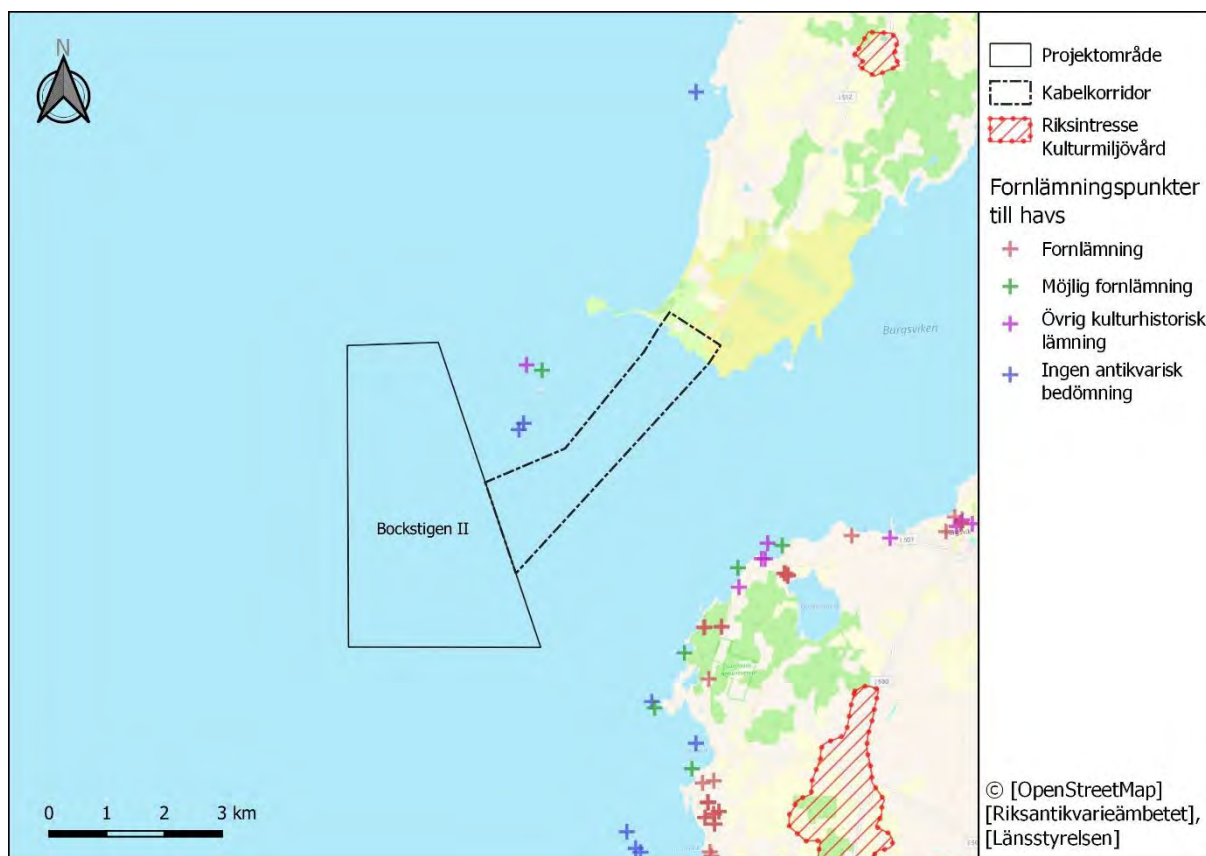 N
Projektområde
Kabelkorridor
Riksintresse
Kulturmiljövård
Fornlämningspunkter
till havs
Fornlämning
Möjlig fornlämning
Övrig kulturhistorisk
lämning
Ingen antikvarisk
bedömning
Burgsviken
Bockstigen II
0 1 2 3 km
© [OpenStreetMap]
[Riksantikvarieämbetet],
[Länsstyrelsen]